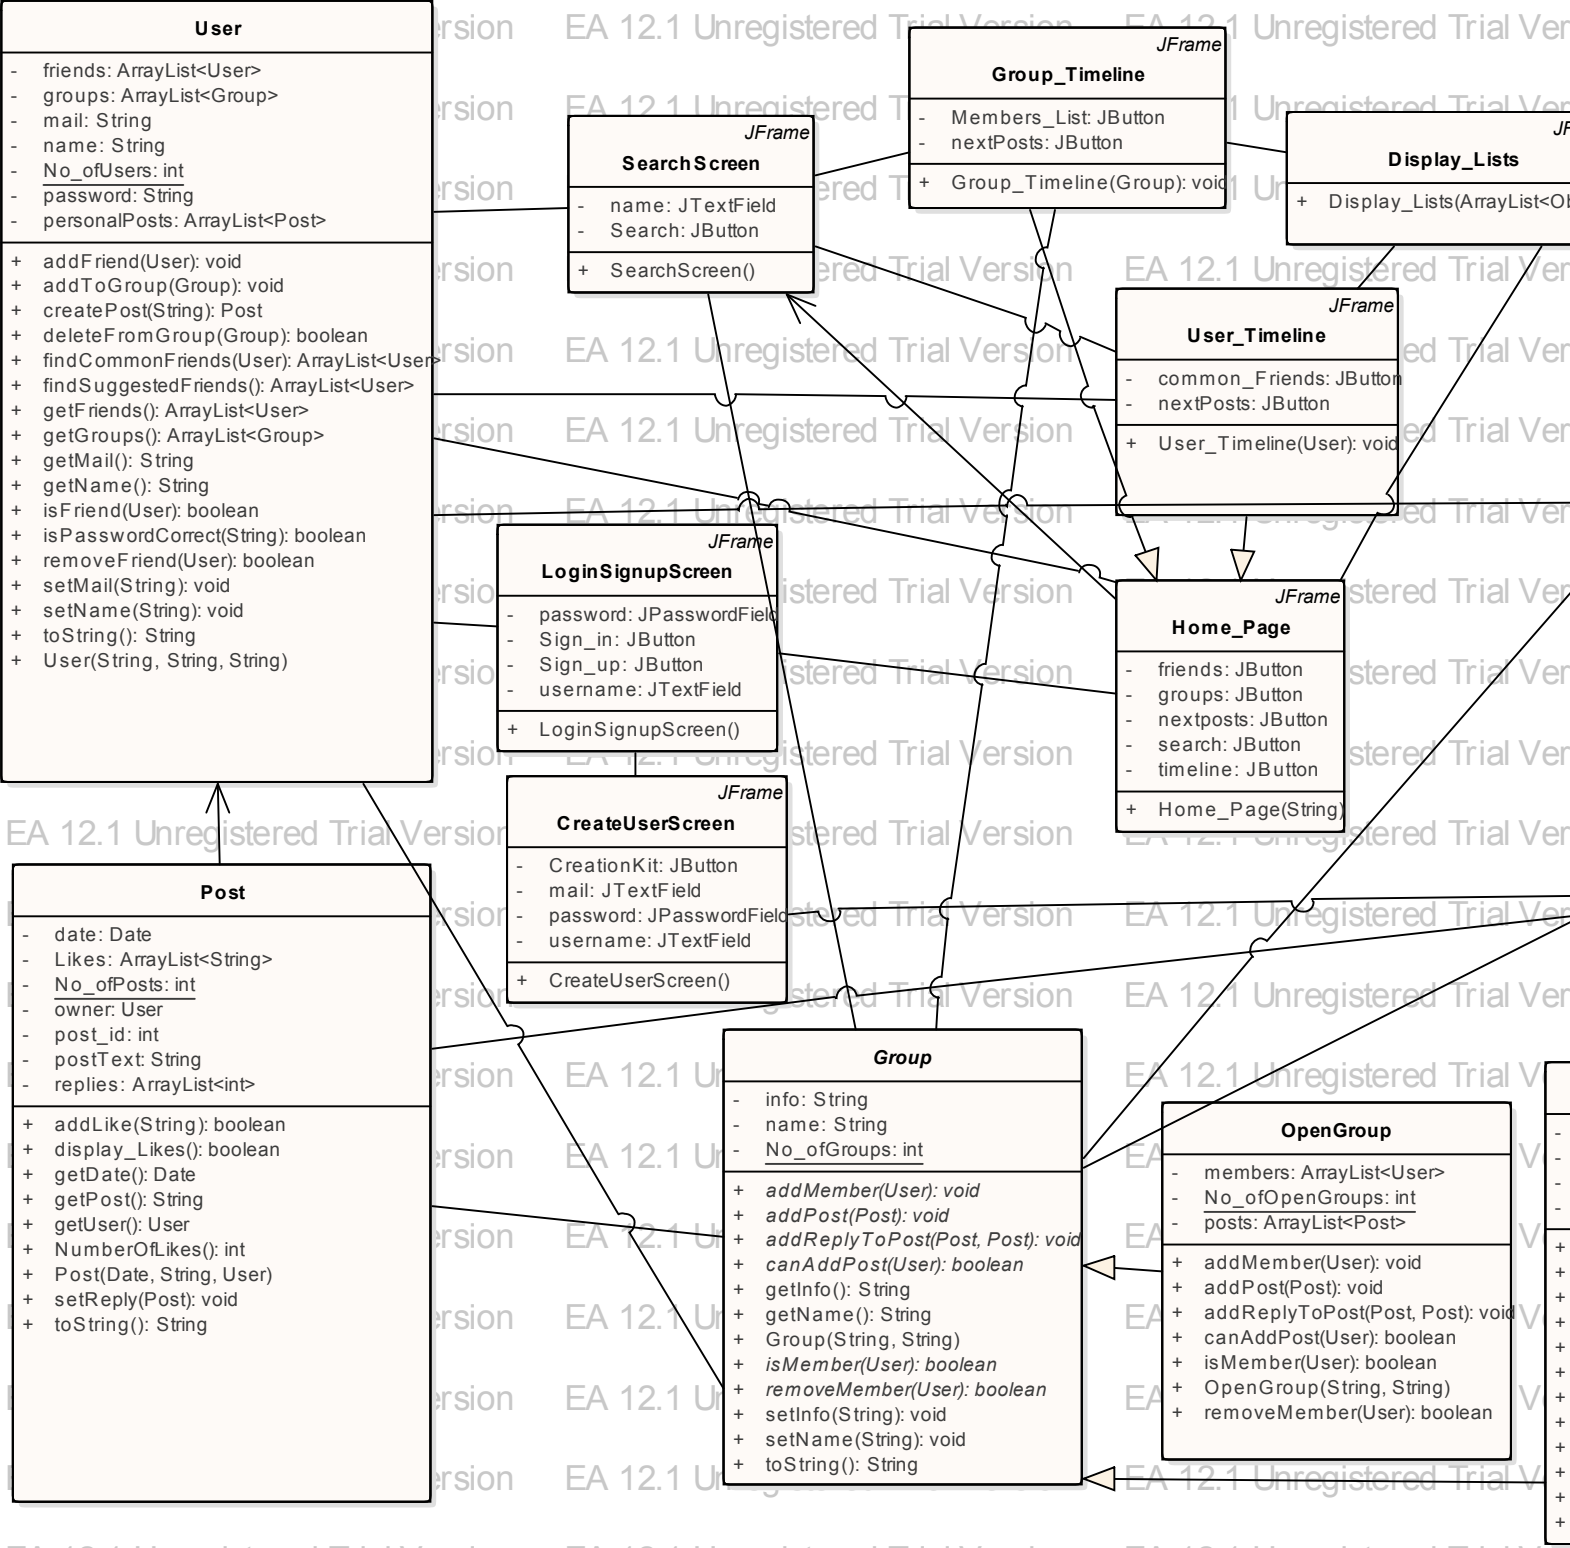 User
- friends: ArrayList<User>
- groups: ArrayList<Group>
- mail: String
- name: String
- No_ofUsers: int
- password: String
- personalPosts: ArrayList<Post>
+ addFriend(User): void
+ addToGroup(Group): void
+ createPost(String): Post
+ deleteFromGroup(Group): boolean
+ findCommonFriends(User): ArrayList<User>
+ findSuggestedFriends(): ArrayList<User>
+ getFriends(): ArrayList<User>
+ getGroups(): ArrayList<Group>
+ getMail(): String
+ getName(): String
+ isFriend(User): boolean
+ isPasswordCorrect(String): boolean
+ removeFriend(User): boolean
+ setMail(String): void
+ setName(String): void
+ toString(): String
+ User(String, String, String)
JFrame
SearchScreen
- name: JTextField
- Search: JButton
+ SearchScreen()
JFrame
Group_Timeline
- Members_List: JButton
- nextPosts: JButton
+ Group_Timeline(Group): void
Display_Lists
+ Display_Lists(ArrayList<Ob
JFrame
User_Timeline
- common_Friends: JButton
- nextPosts: JButton
+ User_Timeline(User): void
JFrame
LoginSignupScreen
- password: JPasswordField
- Sign_in: JButton
- Sign_up: JButton
- username: JTextField
+ LoginSignupScreen()
JFrame
Home_Page
- friends: JButton
- groups: JButton
- nextposts: JButton
- search: JButton
- timeline: JButton
+ Home_Page(String)
JFrame
CreateUserScreen
- CreationKit: JButton
- mail: JTextField
- password: JPasswordField
- username: JTextField
+ CreateUserScreen()
Post
- date: Date
- Likes: ArrayList<String>
- No_ofPosts: int
- owner: User
- post_id: int
- postText: String
- replies: ArrayList<int>
+ addLike(String): boolean
+ display_Likes(): boolean
+ getDate(): Date
+ getPost(): String
+ getUser(): User
+ NumberOfLikes(): int
+ Post(Date, String, User)
+ setReply(Post): void
+ toString(): String
Group
- info: String
- name: String
- No_ofGroups: int
+ addMember(User): void
+ addPost(Post): void
+ addReplyToPost(Post, Post): void
+ canAddPost(User): boolean
+ getInfo(): String
+ getName(): String
+ Group(String, String)
+ isMember(User): boolean
+ removeMember(User): boolean
+ setInfo(String): void
+ setName(String): void
+ toString(): String
OpenGroup
- members: ArrayList<User>
- No_ofOpenGroups: int
- posts: ArrayList<Post>
+ addMember(User): void
+ addPost(Post): void
+ addReplyToPost(Post, Post): void
+ canAddPost(User): boolean
+ isMember(User): boolean
+ OpenGroup(String, String)
+ removeMember(User): boolean
EA 12.1 Unregistered Trial Version